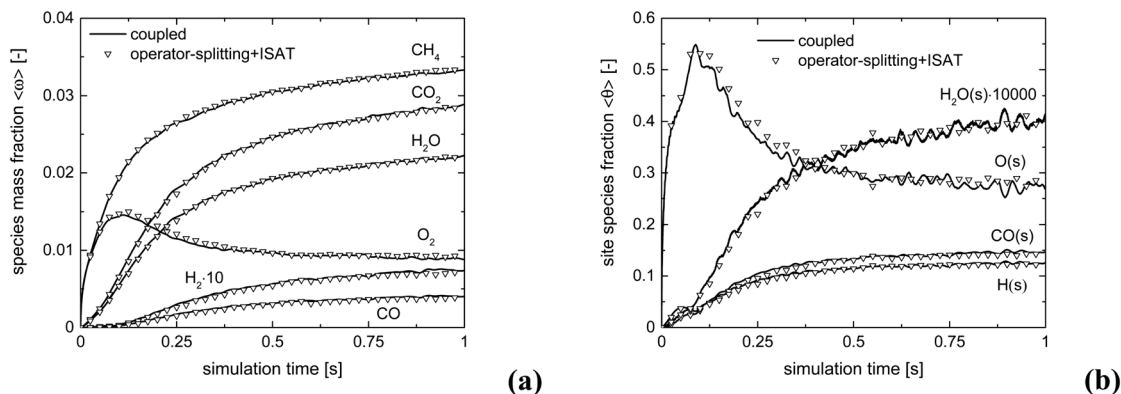 species mass fraction <ω> [-]
0.04
0.03
0.02
0.01
0
coupled
operator-splitting+ISAT
CH₄
CO₂
H₂O
O₂
H₂·10
CO
0 0.25 0.5 0.75 1
simulation time [s]
(a)
site species fraction <θ> [-]
0.6
0.5
0.4
0.3
0.2
0.1
0.0
coupled
operator-splitting+ISAT
H₂O(s)·10000
O(s)
CO(s)
H(s)
0 0.25 0.5 0.75 1
simulation time [s]
(b)